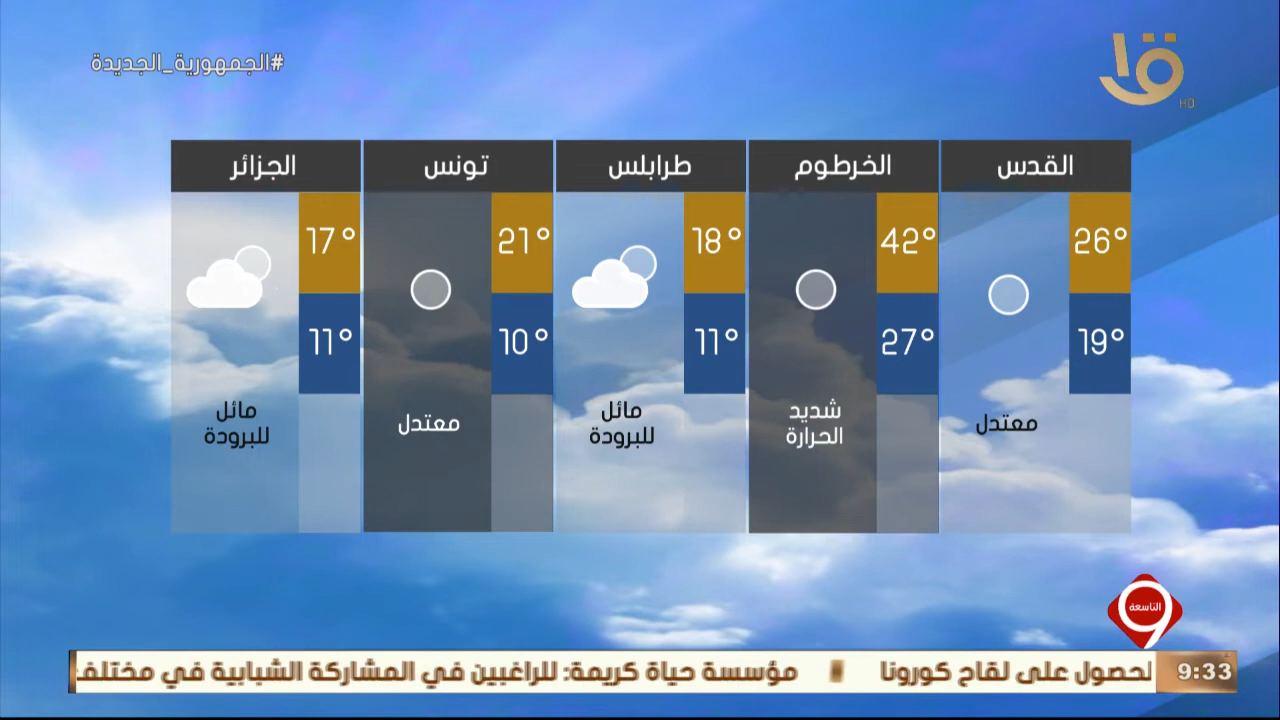 #الجمهورية_الجديدة
HD
القدس
26°
19°
معتدل
الخرطوم
42°
27°
شديد
الحرارة
طرابلس
18°
11°
مائل
للبرودة
تونس
21°
10°
معتدل
الجزائر
17°
11°
مائل
للبرودة
التاسعة
9
9:33
لحصول على لقاح كورونا
مؤسسة حياة كريمة: للراغبين في المشاركة الشبابية في مختلف